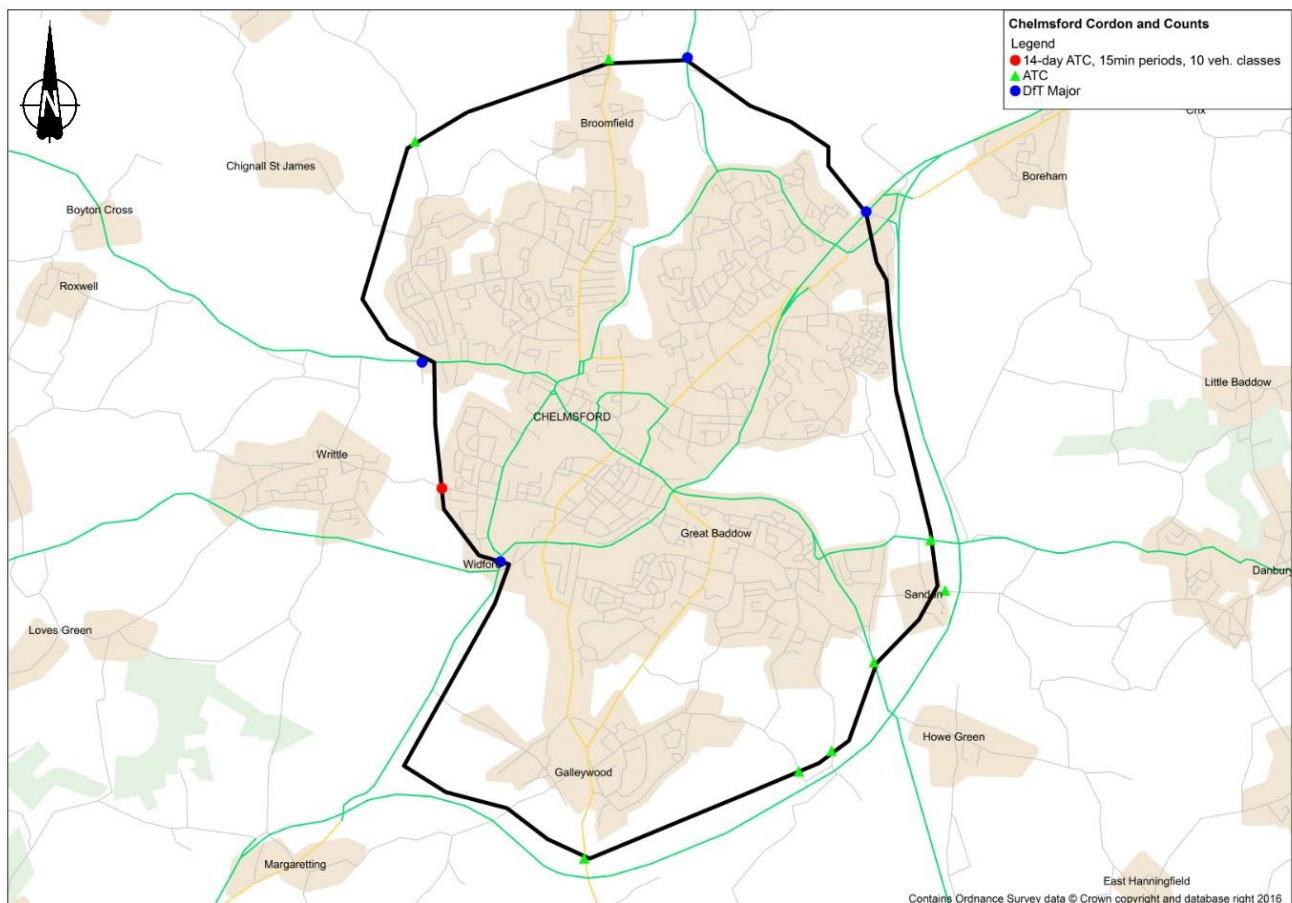 Chelmsford Cordon and Counts
Legend
14-day ATC, 15min periods, 10 veh. classes
ATC
DfT Major
N
Broomfield
Chignall St James
Boreham
Boyton Cross
Roxwell
Little Baddow
CHELMSFORD
Writtle
Great Baddow
Widford
Danbury
Sandon
Loves Green
Howe Green
Galleywood
Margaretting
East Hanningfield
Contains Ordnance Survey data © Crown copyright and database right 2016